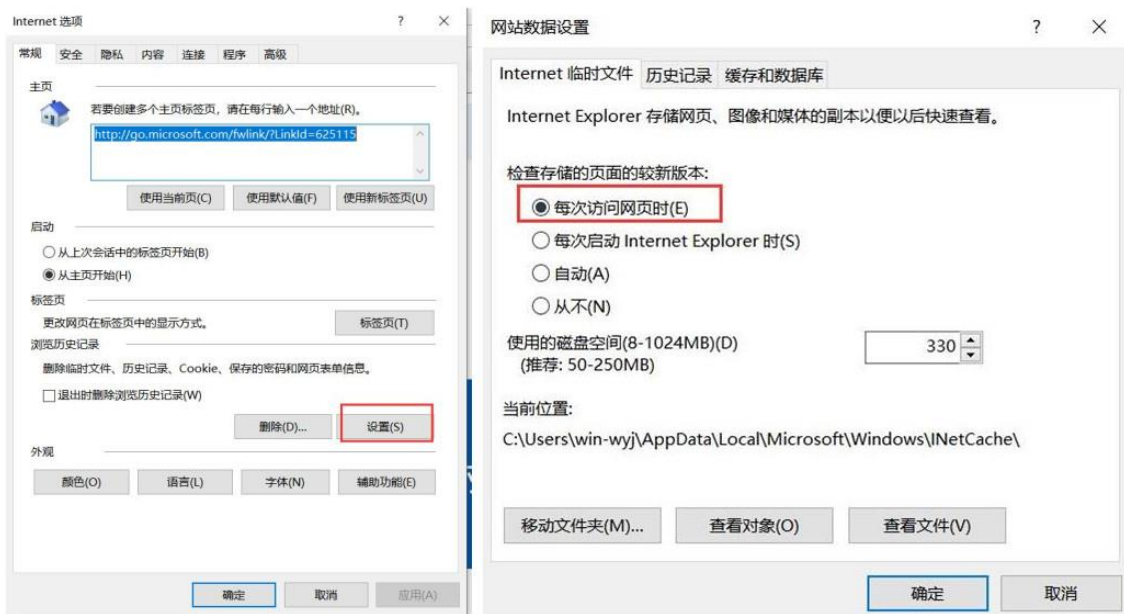 Internet 选项 ? ×
常规 安全 隐私 内容 连接 程序 高级
主页
若要创建多个主页标签页，请在每行输入一个地址(R)。
http://go.microsoft.com/fwlink/?LinkId=625115
使用当前页(C) 使用默认值(F) 使用新标签页(U)
启动
从上次会话中的标签页开始(B)
从主页开始(H)
标签页
更改网页在标签页中的显示方式。 标签页(T)
浏览历史记录
删除临时文件、历史记录、Cookie、保存的密码和网页表单信息。
退出时删除浏览历史记录(W)
删除(D)... 设置(S)
外观
颜色(O) 语言(L) 字体(N) 辅助功能(E)
确定 取消 应用(A)
网站数据设置 ? ×
Internet 临时文件 历史记录 缓存和数据库
Internet Explorer 存储网页、图像和媒体的副本以便以后快速查看。
检查存储的页面的较新版本:
每次访问网页时(E)
每次启动 Internet Explorer 时(S)
自动(A)
从不(N)
使用的磁盘空间(8-1024MB)(D) 330
(推荐: 50-250MB)
当前位置:
C:\Users\win-wyj\AppData\Local\Microsoft\Windows\INetCache\
移动文件夹(M)... 查看对象(O) 查看文件(V)
确定 取消